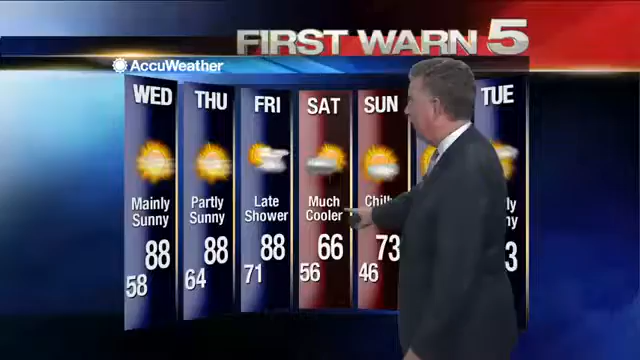 FIRST WARN 5
AccuWeather
WED THU FRI SAT SUN TUE
Mainly Sunny
88
58
Partly Sunny
88
64
Late Shower
88
71
Much Cooler
66
56
73
46